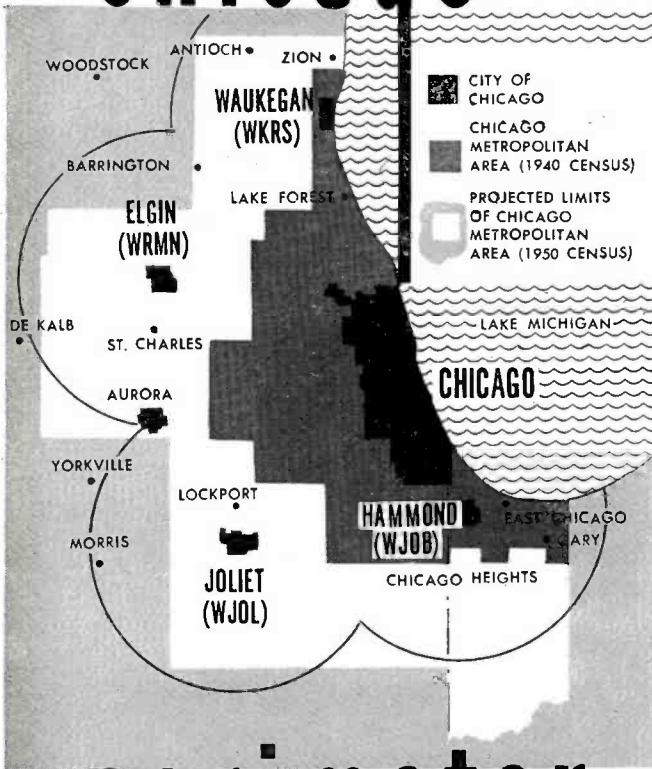 WOODSTOCK
ANTIOCH
ZION
WAUKEGAN
(WKRS)
BARRINGTON
LAKE FOREST
ELGIN
(WRMN)
CITY OF
CHICAGO
CHICAGO
METROPOLITAN
AREA (1940 CENSUS)
PROJECTED LIMITS
OF CHICAGO
METROPOLITAN
AREA (1950 CENSUS)
DE KALB
ST. CHARLES
LAKE MICHIGAN
AURORA
CHICAGO
YORKVILLE
LOCKPORT
HAMMOND
(WJOB)
EAST CHICAGO
GARY
MORRIS
JOLIET
(WJOL)
CHICAGO HEIGHTS